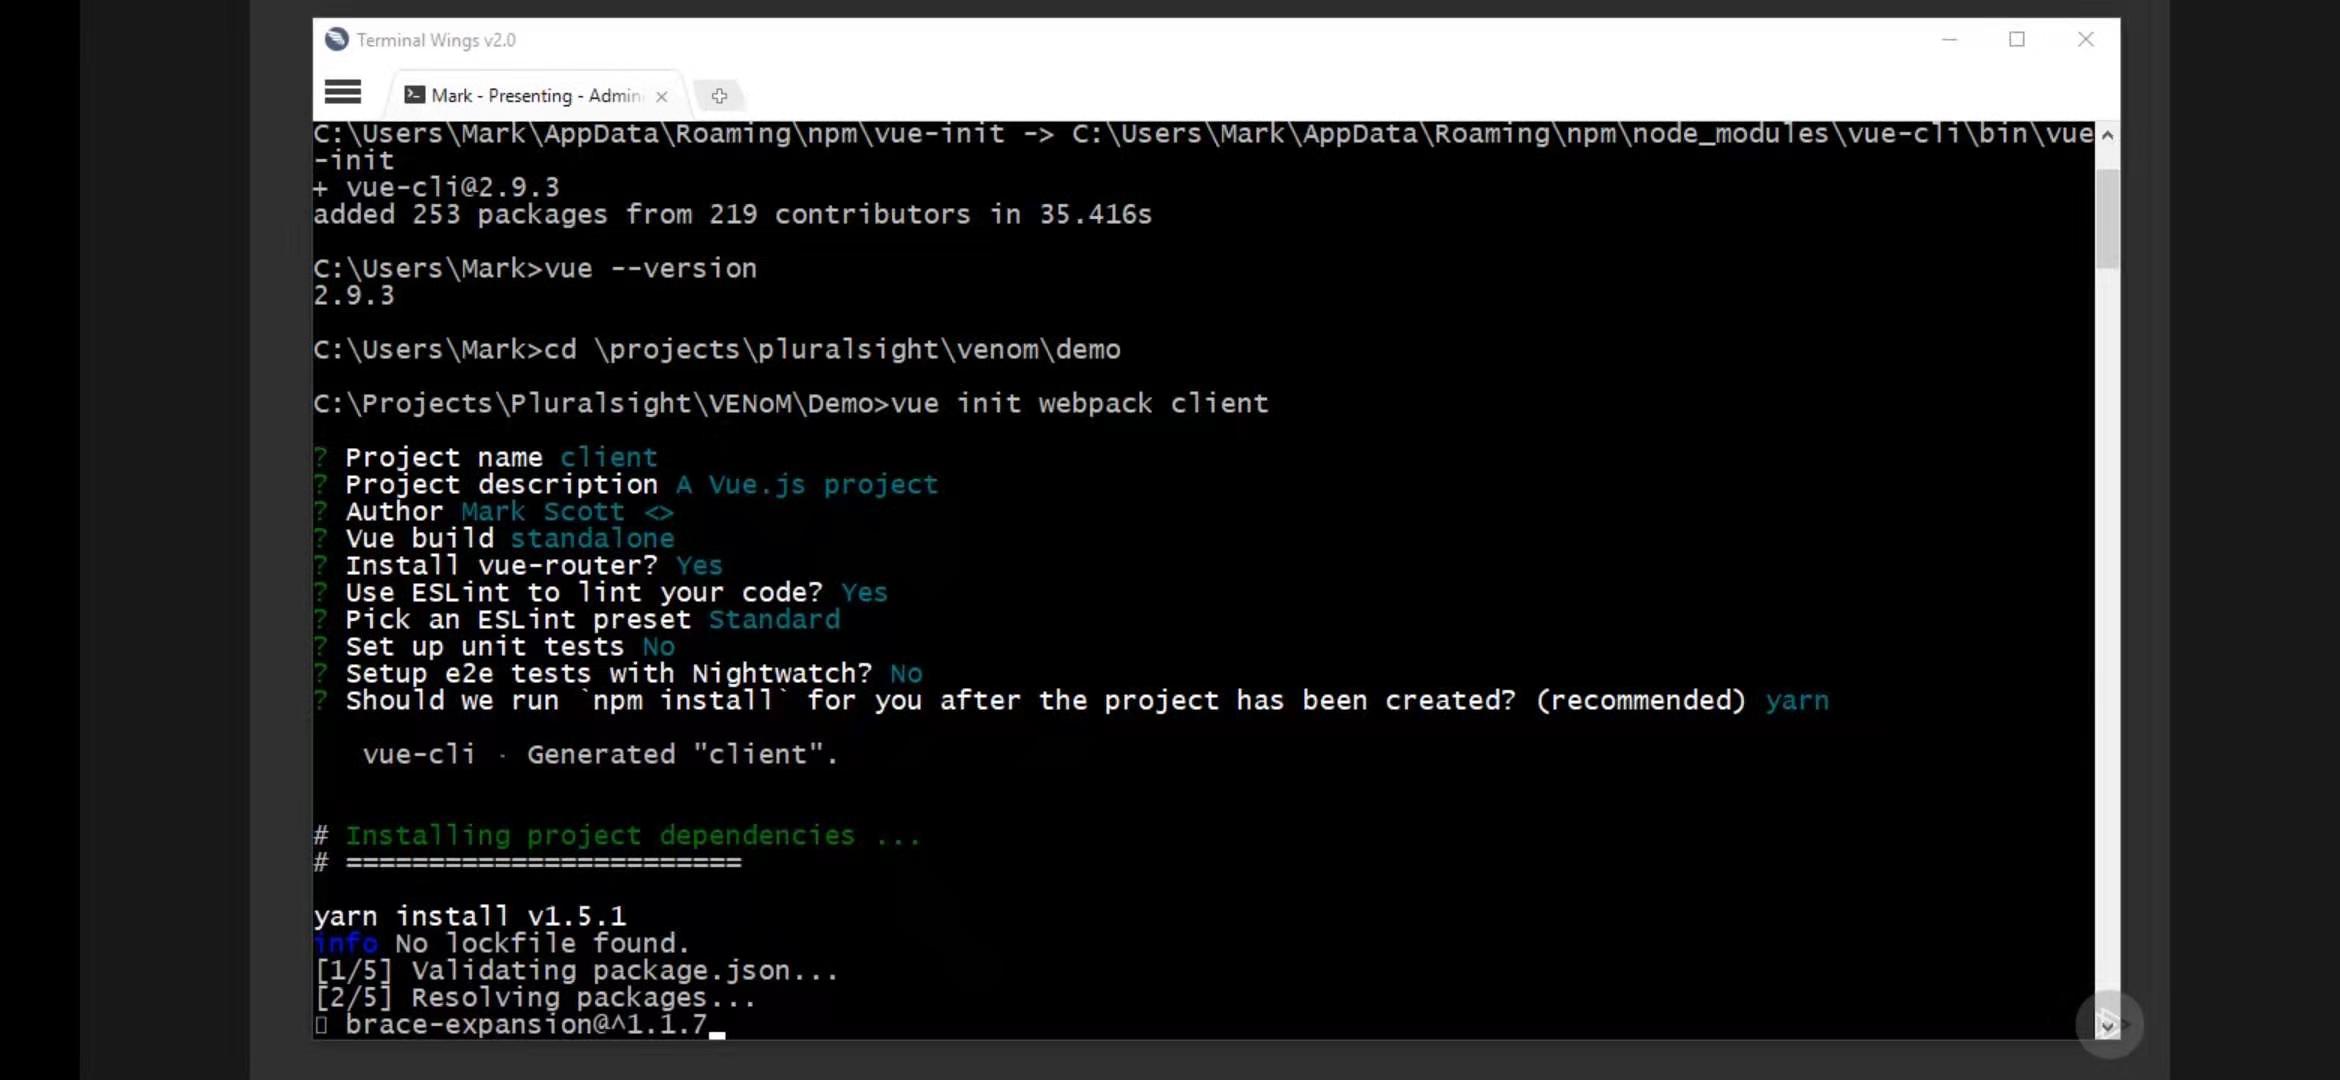 Terminal Wings v2.0
Mark - Presenting - Admin
C:\Users\Mark\AppData\Roaming\npm\vue-init -> C:\Users\Mark\AppData\Roaming\npm\node_modules\vue-cli\bin\vue
-init
+ vue-cli@2.9.3
added 253 packages from 219 contributors in 35.416s
C:\Users\Mark>vue --version
2.9.3
C:\Users\Mark>cd \projects\pluralsight\venom\demo
C:\Projects\Pluralsight\VENoM\Demo>vue init webpack client
? Project name client
? Project description A Vue.js project
? Author Mark Scott <>
? Vue build standalone
? Install vue-router? Yes
? Use ESLint to lint your code? Yes
? Pick an ESLint preset Standard
? Set up unit tests No
? Setup e2e tests with Nightwatch? No
? Should we run `npm install` for you after the project has been created? (recommended) yarn
vue-cli · Generated "client".
# Installing project dependencies ...
# ========================
yarn install v1.5.1
info No lockfile found.
[1/5] Validating package.json...
[2/5] Resolving packages...
brace-expansion@^1.1.7